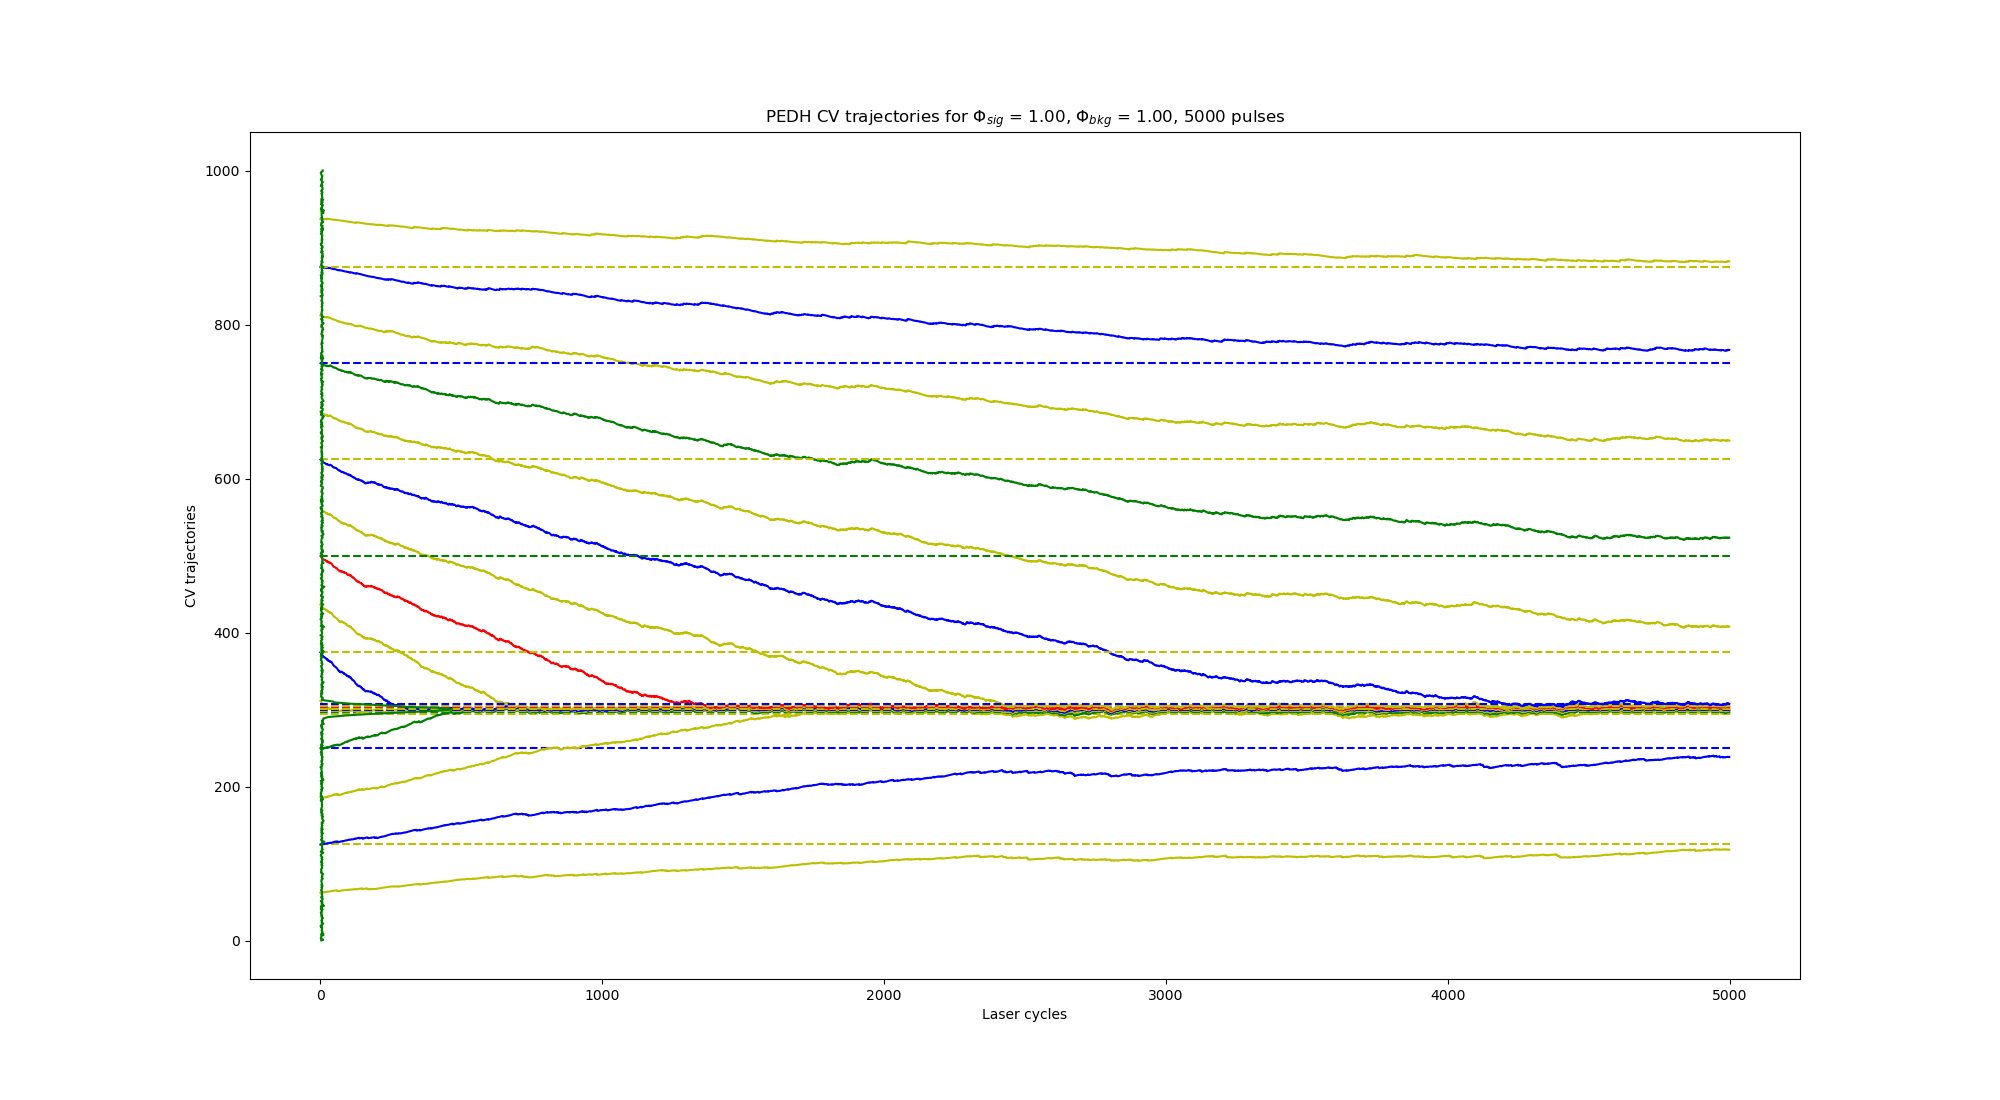 PEDH CV trajectories for Φsig = 1.00, Φbkg = 1.00, 5000 pulses
1000
800
600
400
200
0
CV trajectories
0 1000 2000 3000 4000 5000
Laser cycles